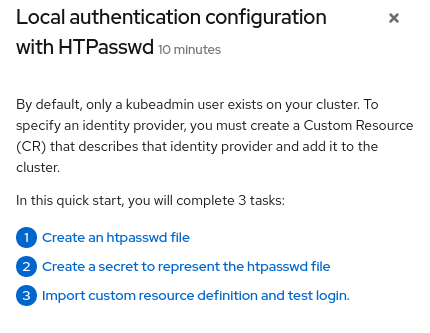 Local authentication configuration
with HTPasswd 10 minutes
By default, only a kubeadmin user exists on your cluster. To
specify an identity provider, you must create a Custom Resource
(CR) that describes that identity provider and add it to the
cluster.
In this quick start, you will complete 3 tasks:
1 Create an htpasswd file
2 Create a secret to represent the htpasswd file
3 Import custom resource definition and test login.